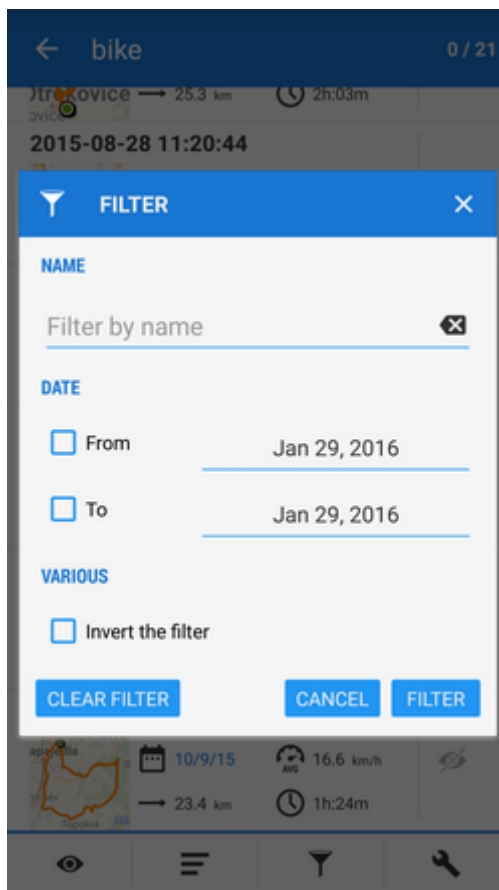 bike
0 / 21
25.3 km
2h:03m
2015-08-28 11:20:44
FILTER
NAME
Filter by name
DATE
From
Jan 29, 2016
To
Jan 29, 2016
VARIOUS
Invert the filter
CLEAR FILTER
CANCEL
FILTER
10/9/15
AVG
16.6 km/h
23.4 km
1h:24m
Topolna